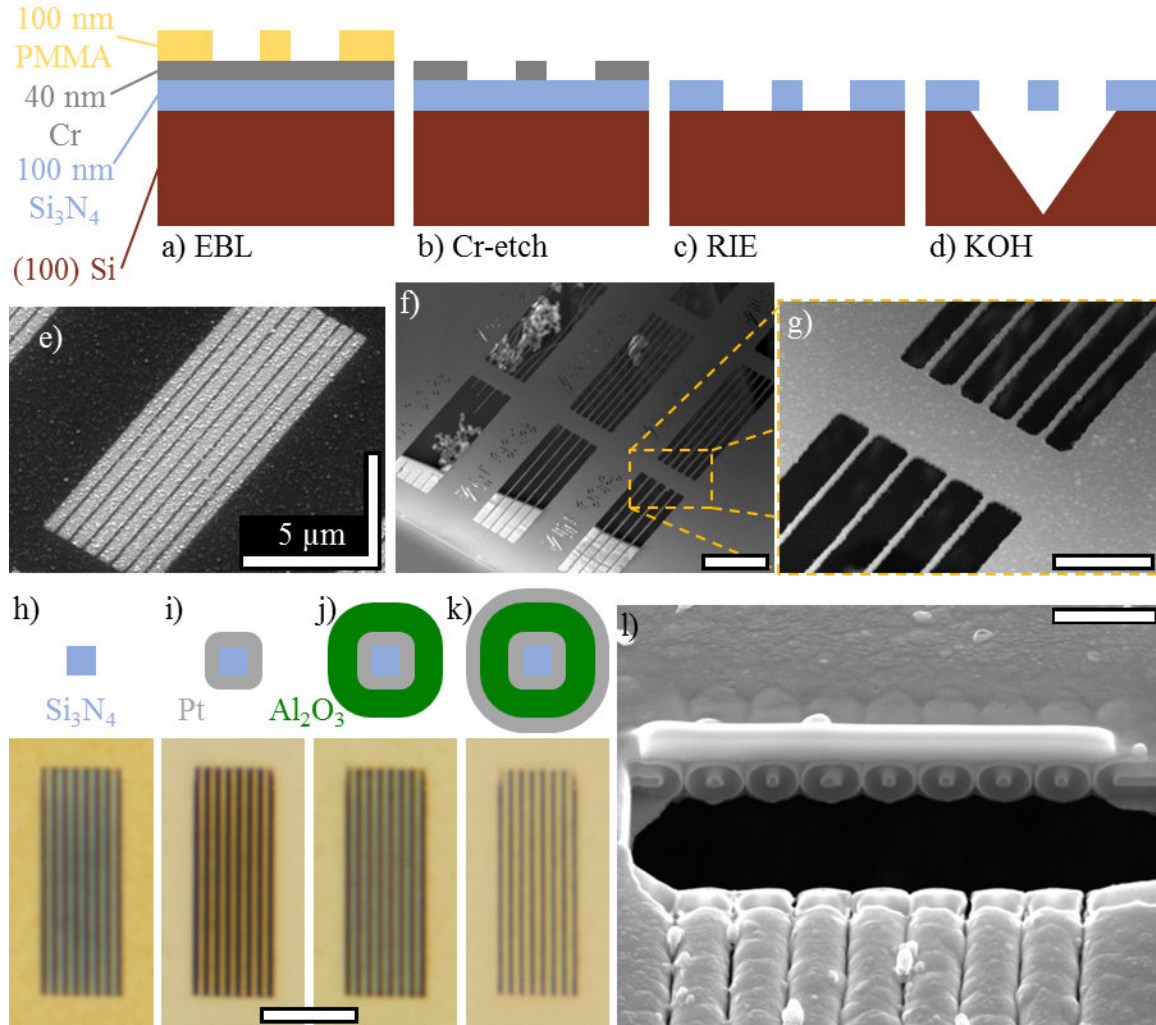 100 nm
PMMA
40 nm
Cr
100 nm
Si₃N₄
(100) Si
a) EBL
b) Cr-etch
c) RIE
d) KOH
e)
5 µm
f)
g)
h)
i)
j)
k)
l)
Si₃N₄
Pt
Al₂O₃